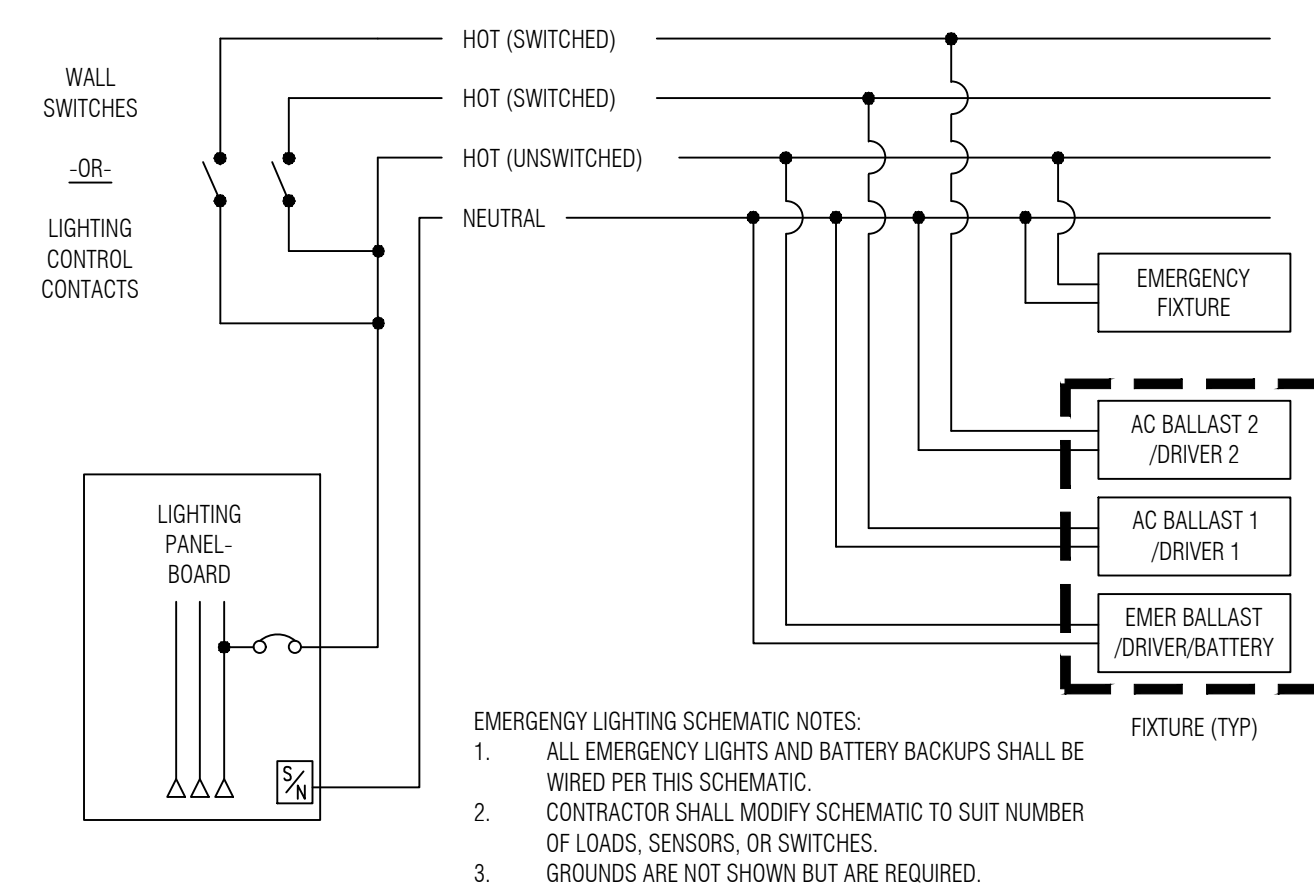 WALL
SWITCHES
-OR-
LIGHTING
CONTROL
CONTACTS
HOT (SWITCHED)
HOT (SWITCHED)
HOT (UNSWITCHED)
NEUTRAL
EMERGENCY
FIXTURE
AC BALLAST 2
/DRIVER 2
AC BALLAST 1
/DRIVER 1
EMER BALLAST
/DRIVER/BATTERY
FIXTURE (TYP)
LIGHTING
PANEL-
BOARD
S/N
EMERGENGY LIGHTING SCHEMATIC NOTES:
1. ALL EMERGENCY LIGHTS AND BATTERY BACKUPS SHALL BE
WIRED PER THIS SCHEMATIC.
2. CONTRACTOR SHALL MODIFY SCHEMATIC TO SUIT NUMBER
OF LOADS, SENSORS, OR SWITCHES.
3. GROUNDS ARE NOT SHOWN BUT ARE REQUIRED.